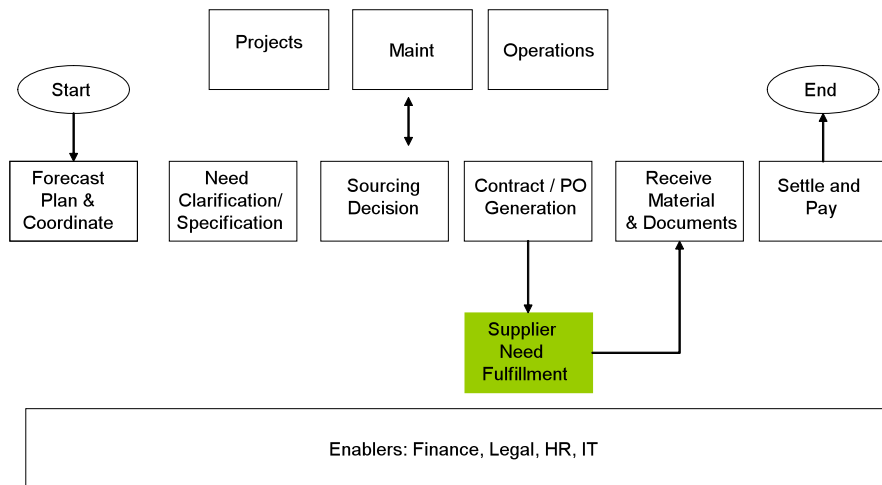 Projects
Maint
Operations
Start
End
Forecast
Plan &
Coordinate
Need
Clarification/
Specification
Sourcing
Decision
Contract / PO
Generation
Receive
Material
& Documents
Settle and
Pay
Supplier
Need
Fulfillment
Enablers: Finance, Legal, HR, IT